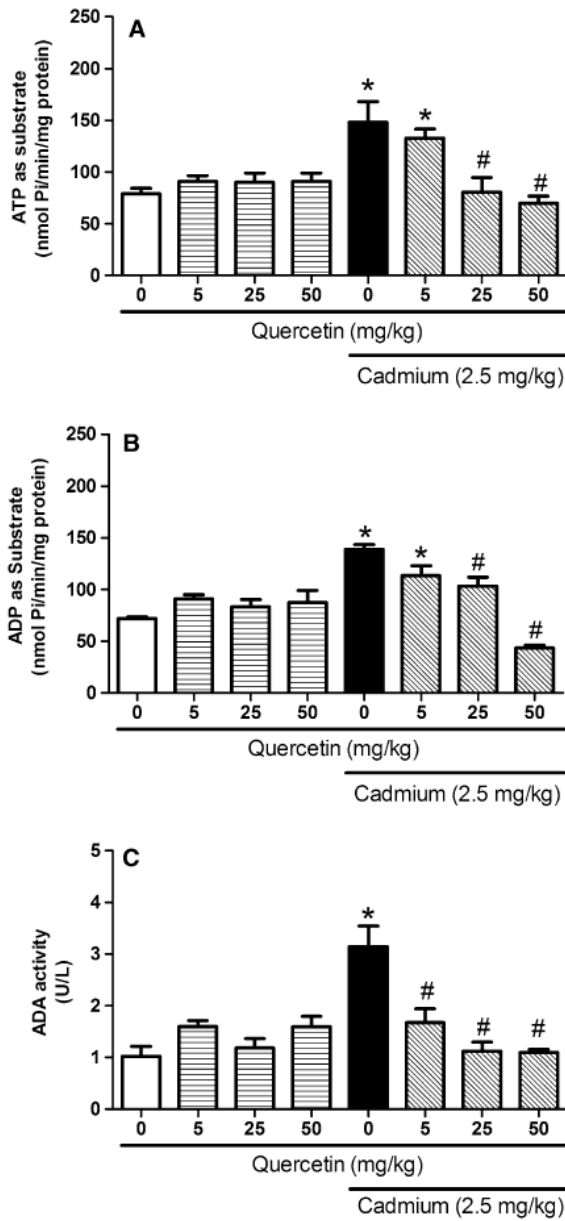 A
ATP as substrate
(nmol Pi/min/mg protein)
250
200
150
100
50
0
*
*
#
#
0 5 25 50 0 5 25 50
Quercetin (mg/kg)
Cadmium (2.5 mg/kg)
B
ADP as Substrate
(nmol Pi/min/mg protein)
250
200
150
100
50
0
*
*
#
#
0 5 25 50 0 5 25 50
Quercetin (mg/kg)
Cadmium (2.5 mg/kg)
C
ADA activity
(U/L)
5
4
3
2
1
0
*
#
#
#
0 5 25 50 0 5 25 50
Quercetin (mg/kg)
Cadmium (2.5 mg/kg)